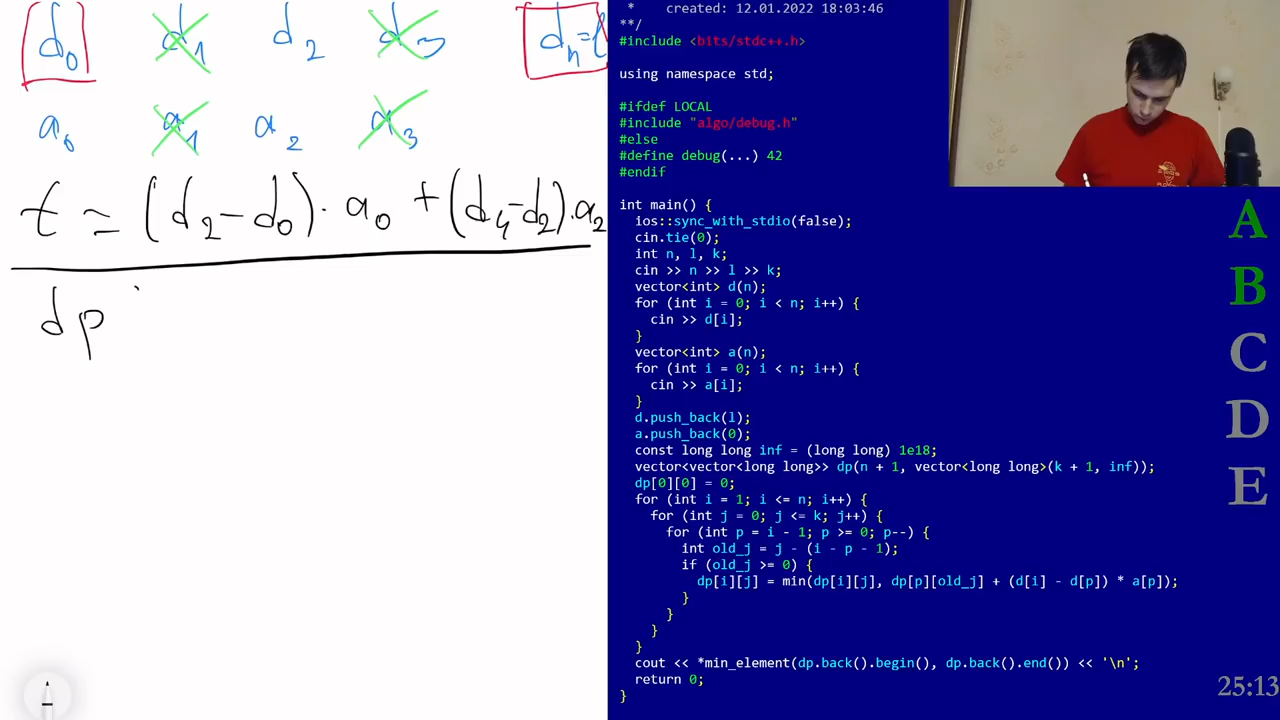 d0 d1 d2 d3 dn=l
a0 a1 a2 a3
t = (d2-d0)·a0+(d4-d2)·a2
dp
* created: 12.01.2022 18:03:46
**/
#include <bits/stdc++.h>
using namespace std;
#ifdef LOCAL
#include "algo/debug.h"
#else
#define debug(...) 42
#endif
int main() {
ios::sync_with_stdio(false);
cin.tie(0);
int n, l, k;
cin >> n >> l >> k;
vector<int> d(n);
for (int i = 0; i < n; i++) {
cin >> d[i];
}
vector<int> a(n);
for (int i = 0; i < n; i++) {
cin >> a[i];
}
d.push_back(l);
a.push_back(0);
const long long inf = (long long) 1e18;
vector<vector<long long>> dp(n + 1, vector<long long>(k + 1, inf));
dp[0][0] = 0;
for (int i = 1; i <= n; i++) {
for (int j = 0; j <= k; j++) {
for (int p = i - 1; p >= 0; p--) {
int old_j = j - (i - p - 1);
if (old_j >= 0) {
dp[i][j] = min(dp[i][j], dp[p][old_j] + (d[i] - d[p]) * a[p]);
}
}
}
}
cout << *min_element(dp.back().begin(), dp.back().end()) << '\n';
return 0;
}
A
B
C
D
E
25:13